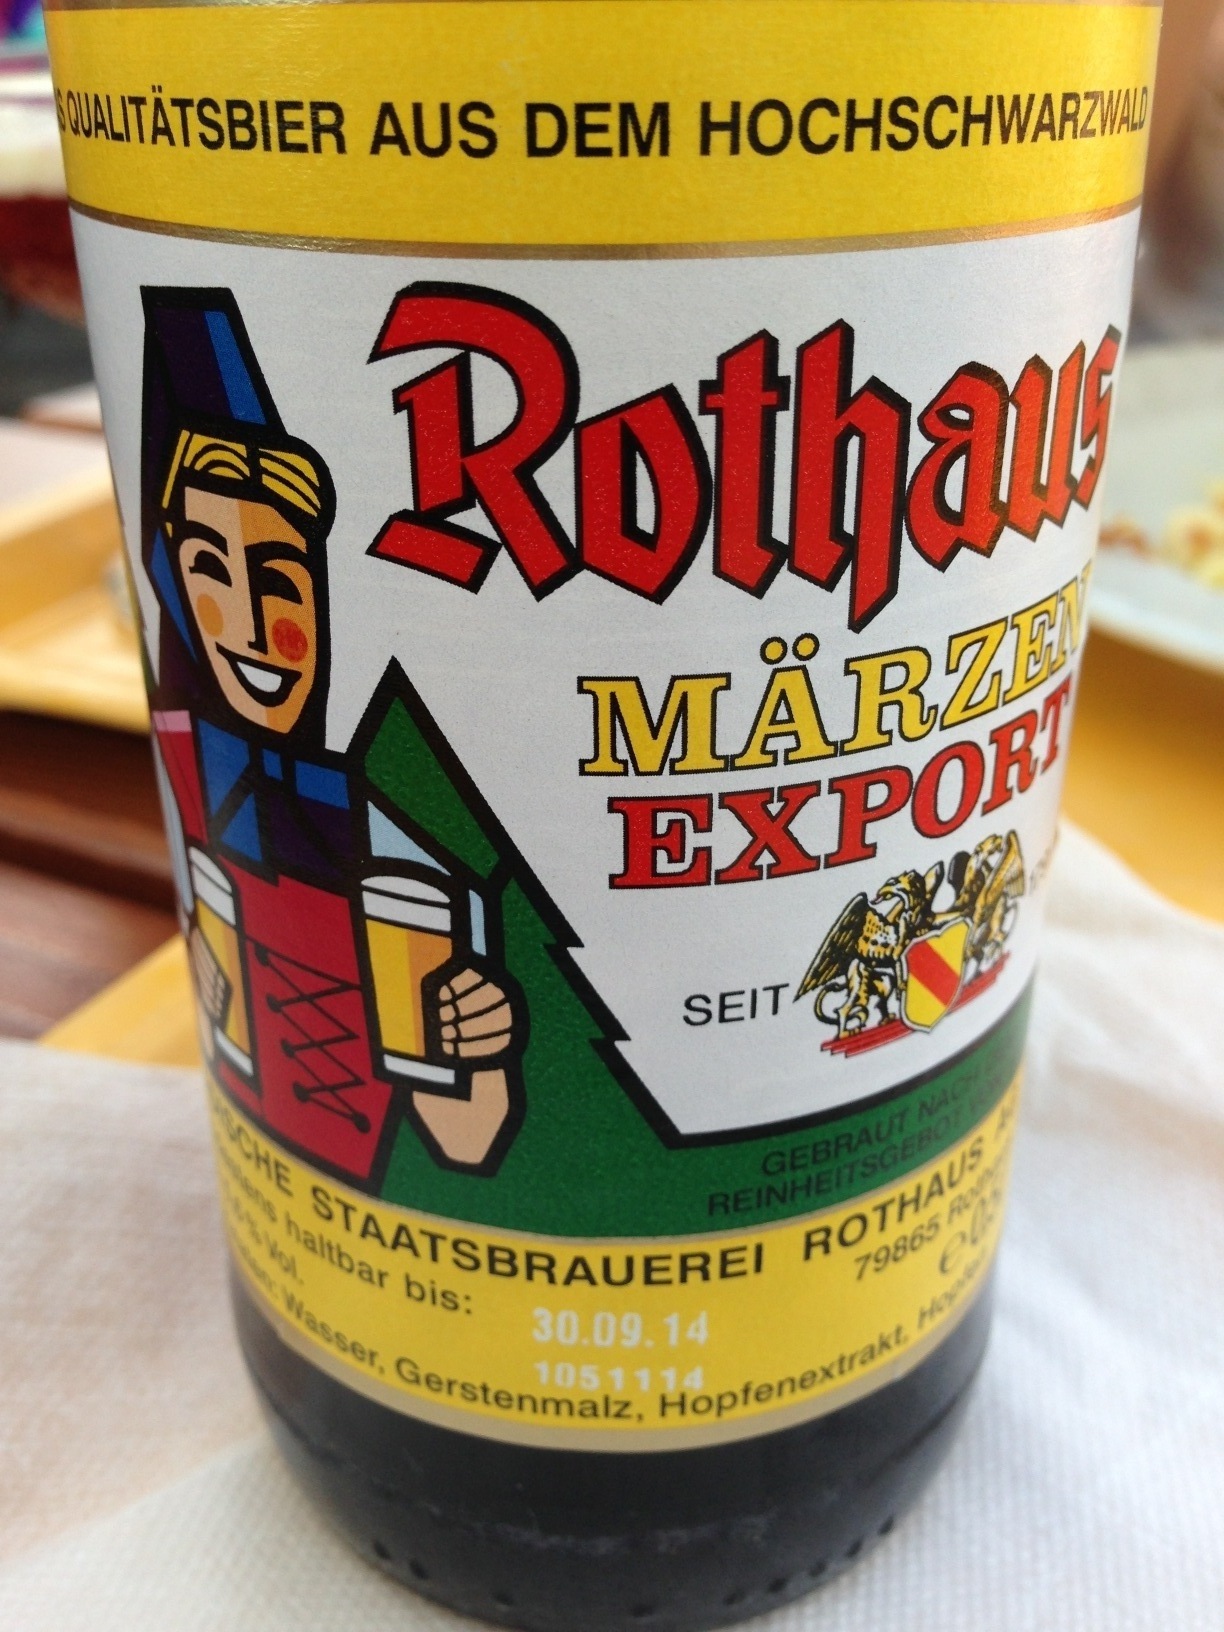 QUALITÄTSBIER AUS DEM HOCHSCHWARZWALD
Rothaus
MÄRZEN
EXPORT
SEIT
GEBRAUT NACH
REINHEITSGEBOT
STAATSBRAUEREI ROTHAUS
haltbar bis:
79865
Vol.
30.09.14
1051114
Wasser, Gerstenmalz, Hopfenextrakt,